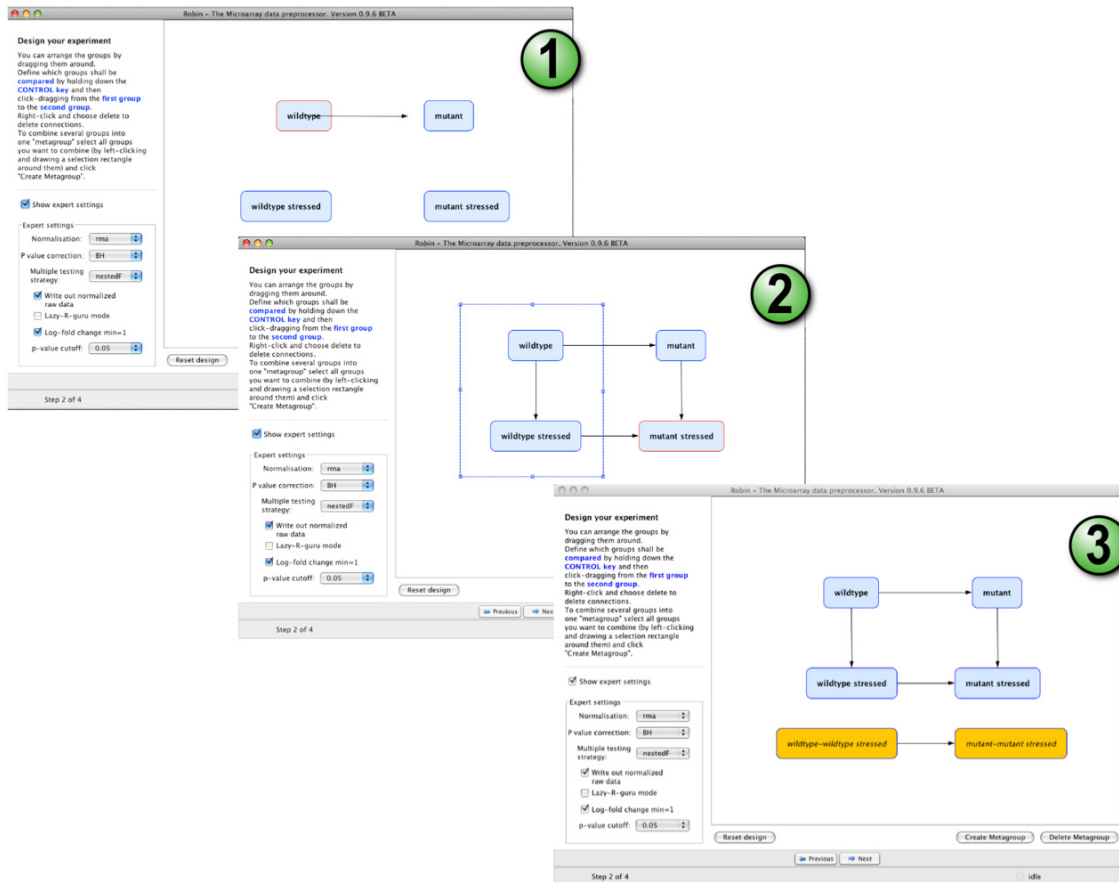 Robin - The Microarray data preprocessor. Version 0.9.6 BETA
1
Design your experiment
You can arrange the groups by
dragging them around.
Define which groups shall be
compared by holding down the
CONTROL key and then
click-dragging from the first group
to the second group.
Right-click and choose delete to
delete connections.
To combine several groups into
one "metagroup" select all groups
you want to combine (by left-clicking
and drawing a selection rectangle
around them) and click
"Create Metagroup".
Show expert settings
Expert settings
Normalisation: rma
P value correction: BH
Multiple testing
strategy: nestedF
Write out normalized
raw data
Lazy-R-guru mode
Log-fold change min=1
p-value cutoff: 0.05
wildtype
mutant
wildtype stressed
mutant stressed
Reset design
Step 2 of 4
Robin - The Microarray data preprocessor. Version 0.9.6 BETA
2
Design your experiment
You can arrange the groups by
dragging them around.
Define which groups shall be
compared by holding down the
CONTROL key and then
click-dragging from the first group
to the second group.
Right-click and choose delete to
delete connections.
To combine several groups into
one "metagroup" select all groups
you want to combine (by left-clicking
and drawing a selection rectangle
around them) and click
"Create Metagroup".
Show expert settings
Expert settings
Normalisation: rma
P value correction: BH
Multiple testing
strategy: nestedF
Write out normalized
raw data
Lazy-R-guru mode
Log-fold change min=1
p-value cutoff: 0.05
wildtype
mutant
wildtype stressed
mutant stressed
Reset design
Previous
Nex
Step 2 of 4
Robin - The Microarray data preprocessor. Version 0.9.6 BETA
3
Design your experiment
You can arrange the groups by
dragging them around.
Define which groups shall be
compared by holding down the
CONTROL key and then
click-dragging from the first group
to the second group.
Right-click and choose delete to
delete connections.
To combine several groups into
one "metagroup" select all groups
you want to combine (by left-clicking
and drawing a selection rectangle
around them) and click
"Create Metagroup".
Show expert settings
Expert settings
Normalisation: rma
P value correction: BH
Multiple testing
strategy: nestedF
Write out normalized
raw data
Lazy-R-guru mode
Log-fold change min=1
p-value cutoff: 0.05
wildtype
mutant
wildtype stressed
mutant stressed
wildtype-wildtype stressed
mutant-mutant stressed
Reset design
Create Metagroup
Delete Metagroup
Previous
Next
Step 2 of 4
idle